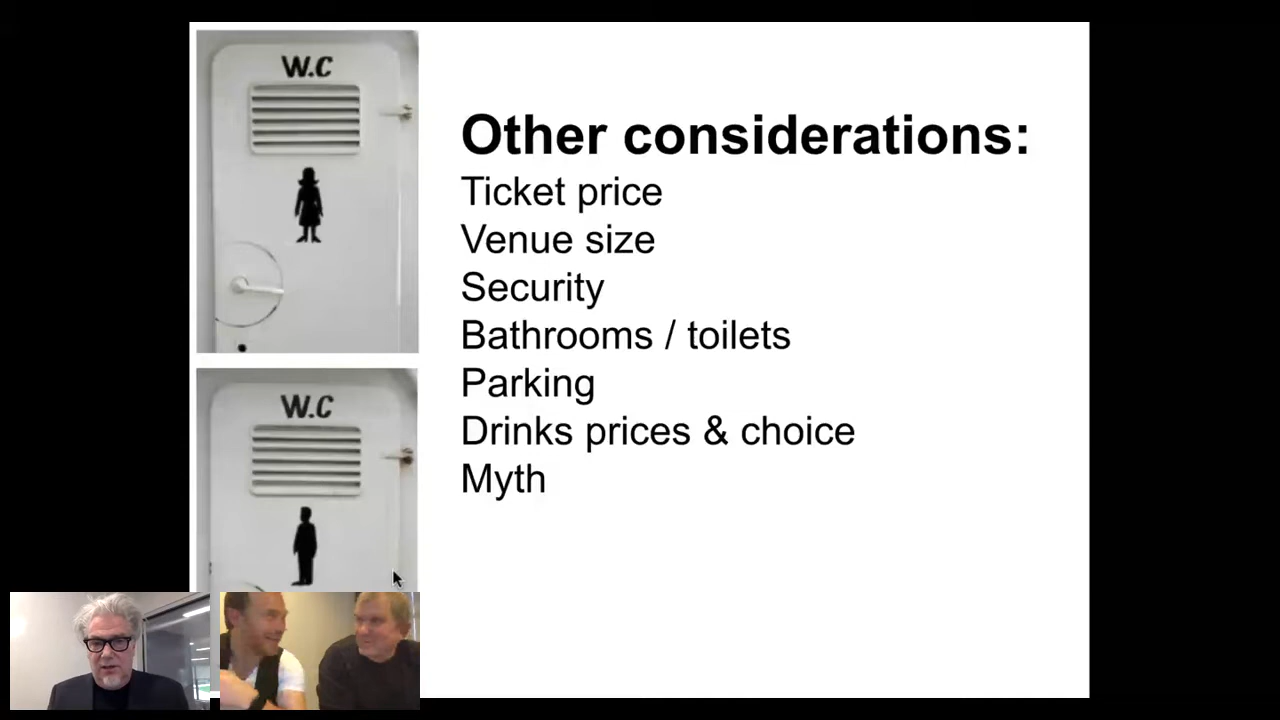 W.C
Other considerations:
Ticket price
Venue size
Security
Bathrooms / toilets
Parking
Drinks prices & choice
Myth
W.C